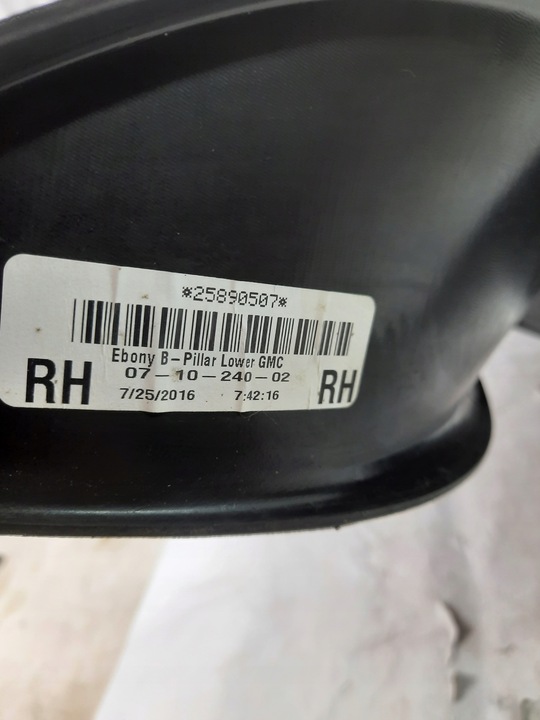 *25890507*
Ebony B-Pillar Lower GMC
RH 07-10-240-02 RH
7/25/2016 7:42:16